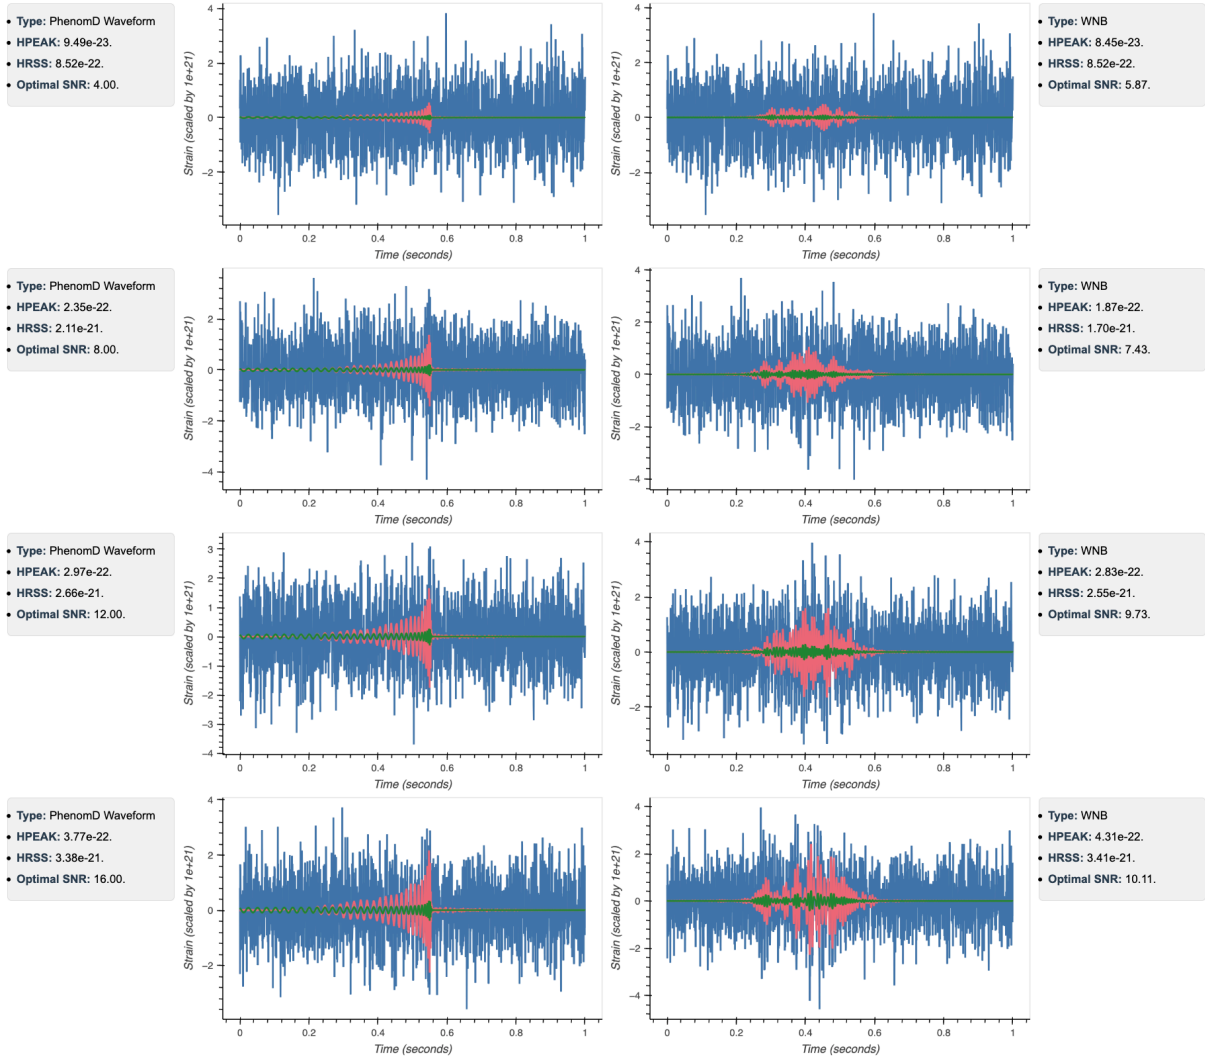 Type: PhenomD Waveform
HPEAK: 9.49e-23.
HRSS: 8.52e-22.
Optimal SNR: 4.00.
4
2
0
−2
Strain (scaled by 1e+21)
0 0.2 0.4 0.6 0.8 1
Time (seconds)
4
2
0
−2
Strain (scaled by 1e+21)
0 0.2 0.4 0.6 0.8 1
Time (seconds)
Type: WNB
HPEAK: 8.45e-23.
HRSS: 8.52e-22.
Optimal SNR: 5.87.
Type: PhenomD Waveform
HPEAK: 2.35e-22.
HRSS: 2.11e-21.
Optimal SNR: 8.00.
2
0
−2
−4
Strain (scaled by 1e+21)
0 0.2 0.4 0.6 0.8 1
Time (seconds)
4
2
0
−2
−4
Strain (scaled by 1e+21)
0 0.2 0.4 0.6 0.8 1
Time (seconds)
Type: WNB
HPEAK: 1.87e-22.
HRSS: 1.70e-21.
Optimal SNR: 7.43.
Type: PhenomD Waveform
HPEAK: 2.97e-22.
HRSS: 2.66e-21.
Optimal SNR: 12.00.
3
2
1
0
−1
−2
−3
−4
Strain (scaled by 1e+21)
0 0.2 0.4 0.6 0.8 1
Time (seconds)
4
2
0
−2
Strain (scaled by 1e+21)
0 0.2 0.4 0.6 0.8 1
Time (seconds)
Type: WNB
HPEAK: 2.83e-22.
HRSS: 2.55e-21.
Optimal SNR: 9.73.
Type: PhenomD Waveform
HPEAK: 3.77e-22.
HRSS: 3.38e-21.
Optimal SNR: 16.00.
4
2
0
−2
Strain (scaled by 1e+21)
0 0.2 0.4 0.6 0.8 1
Time (seconds)
4
2
0
−2
−4
Strain (scaled by 1e+21)
0 0.2 0.4 0.6 0.8 1
Time (seconds)
Type: WNB
HPEAK: 4.31e-22.
HRSS: 3.41e-21.
Optimal SNR: 10.11.